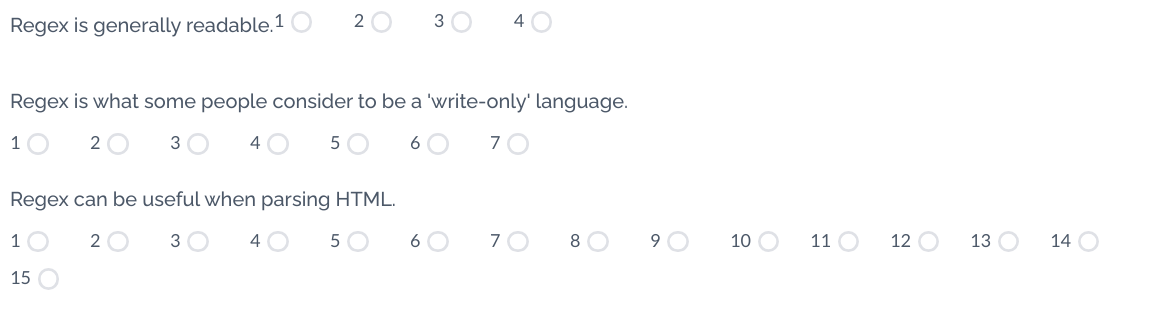 Regex is generally readable.1 2 3 4
Regex is what some people consider to be a 'write-only' language.
1 2 3 4 5 6 7
Regex can be useful when parsing HTML.
1 2 3 4 5 6 7 8 9 10 11 12 13 14
15